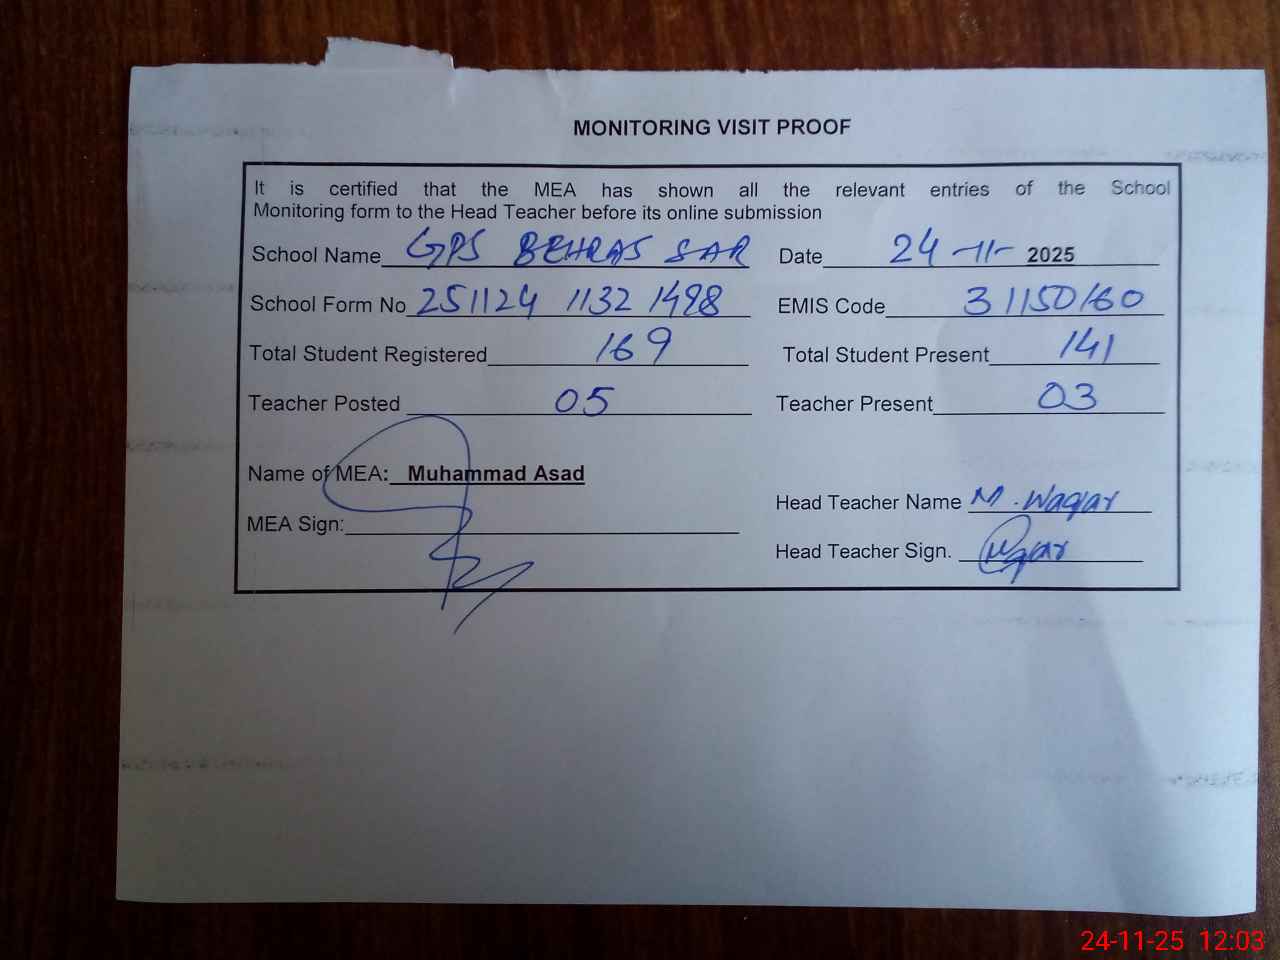 MONITORING VISIT PROOF
It is certified that the MEA has shown all the relevant entries of the School
Monitoring form to the Head Teacher before its online submission
School Name GPS BEHRAS SAR Date 24-11-2025
School Form No 251124 1132 1498 EMIS Code 31150160
Total Student Registered 169 Total Student Present 141
Teacher Posted 05 Teacher Present 03
Name of MEA: Muhammad Asad
Head Teacher Name M. Waqar
MEA Sign:
Head Teacher Sign. Waqar
24-11-25 12:03